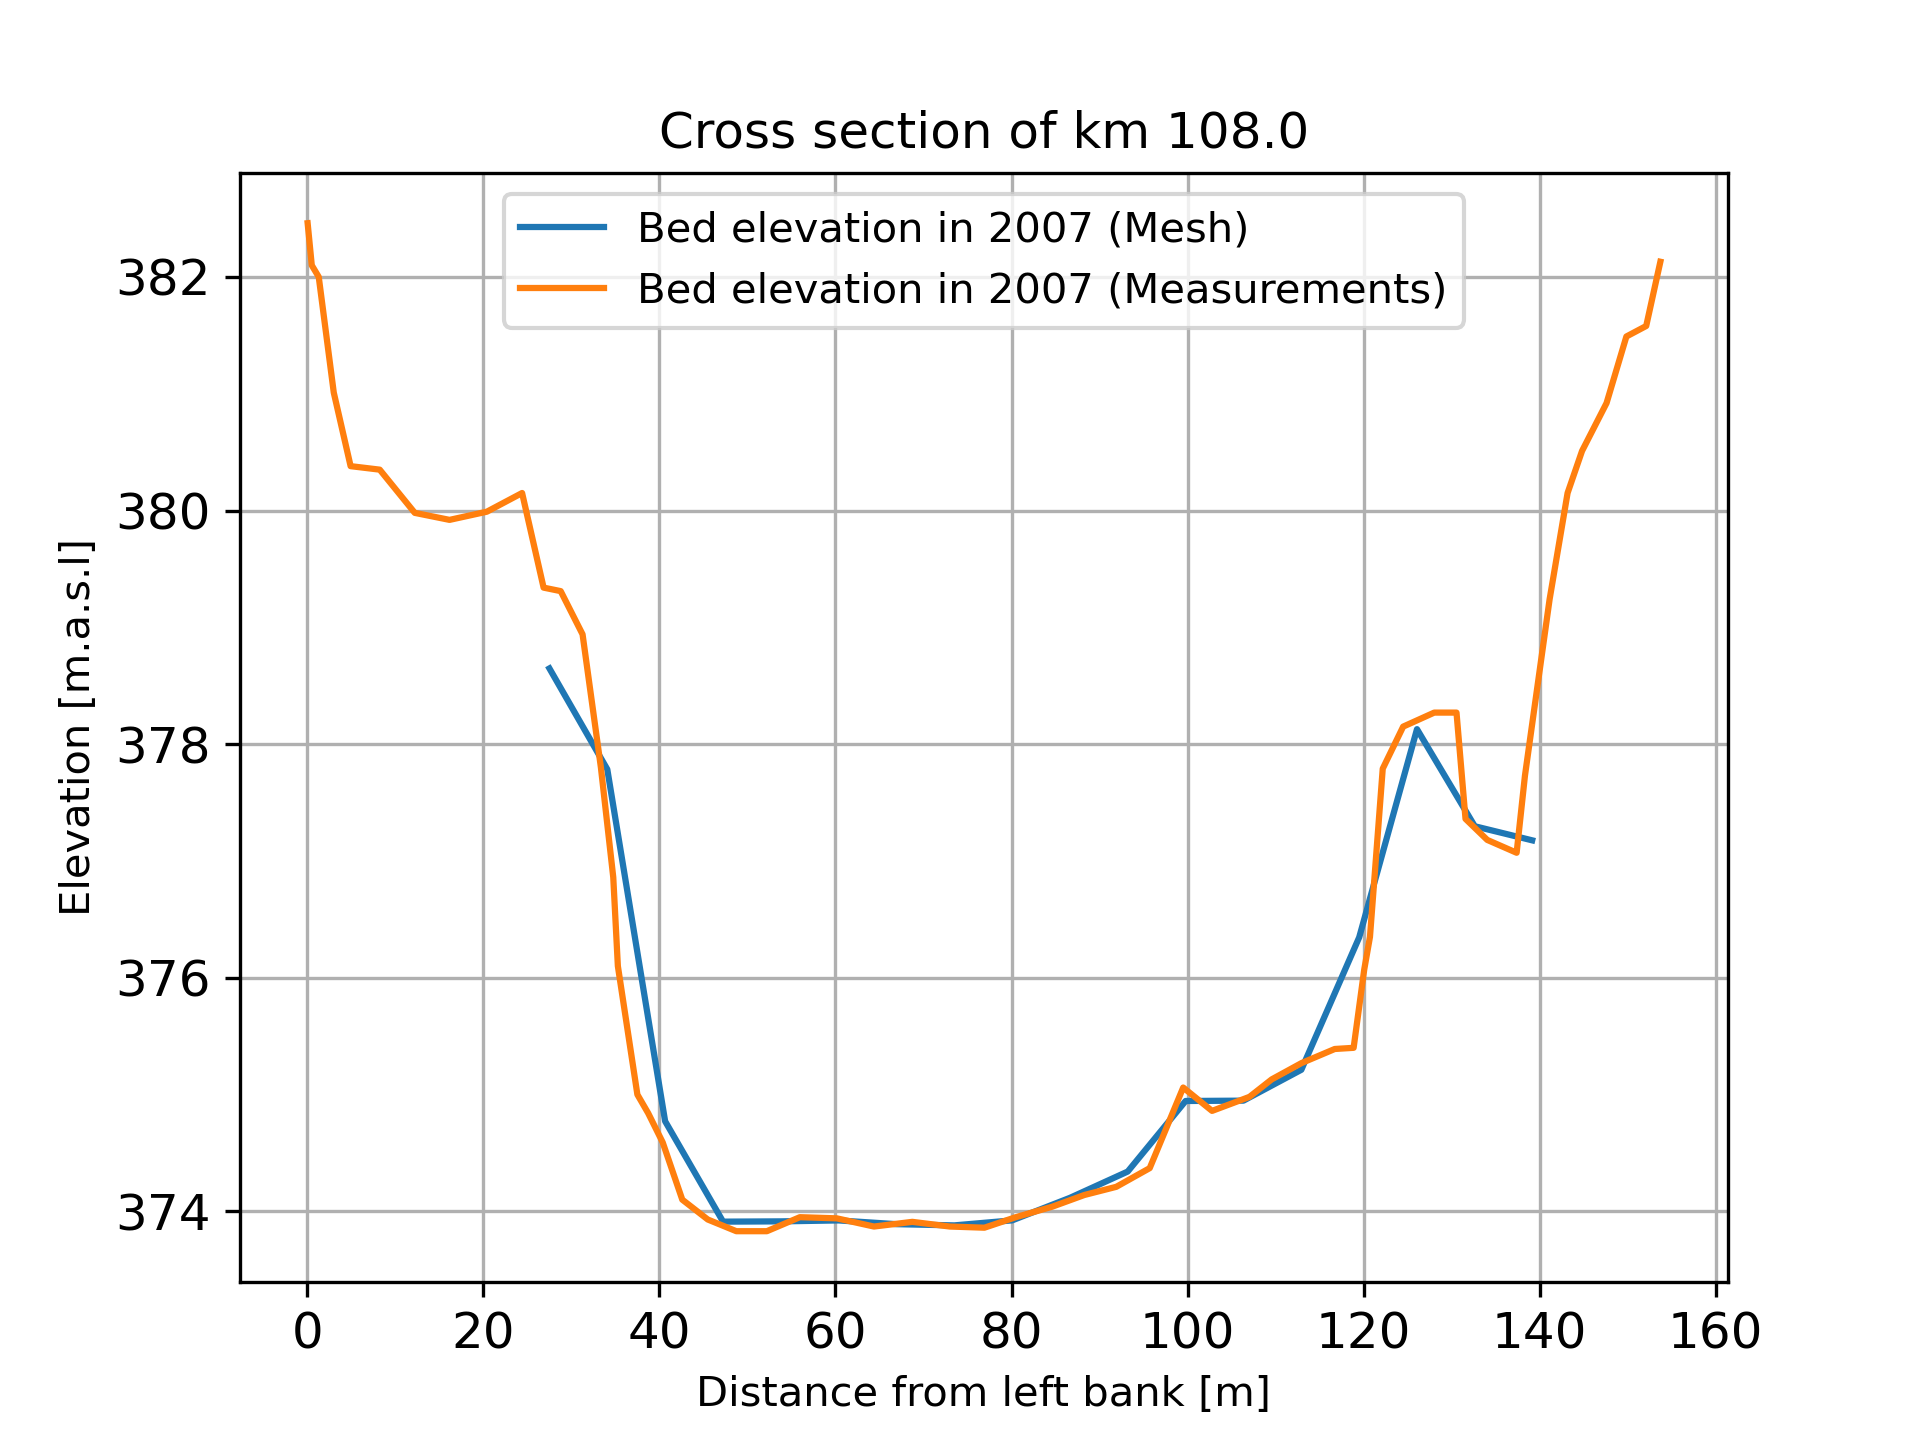 Cross section of km 108.0
Bed elevation in 2007 (Mesh)
Bed elevation in 2007 (Measurements)
Elevation [m.a.s.l]
382
380
378
376
374
0 20 40 60 80 100 120 140 160
Distance from left bank [m]